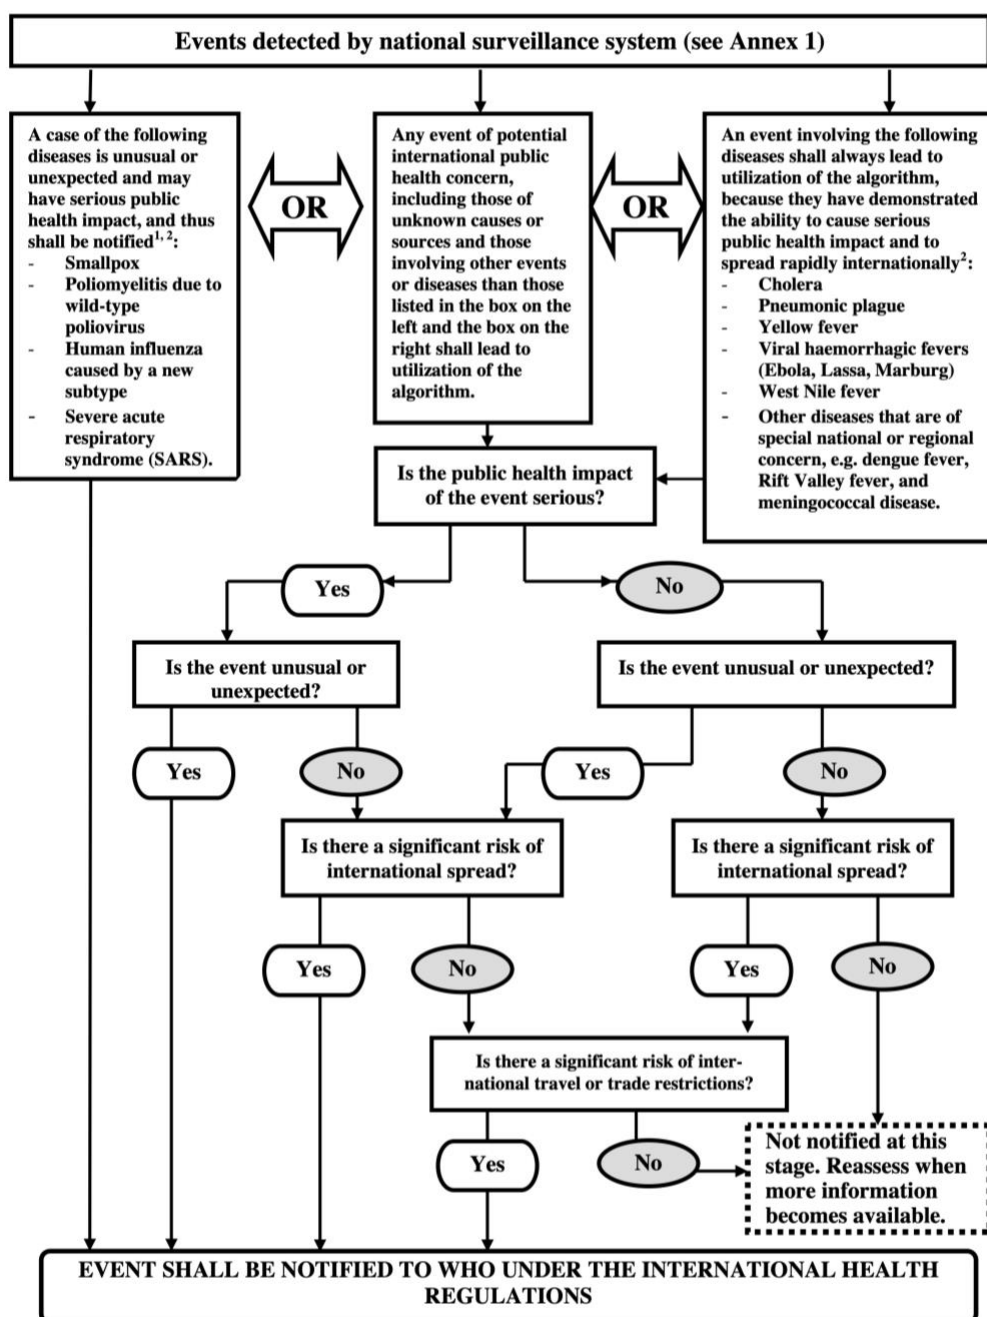 Events detected by national surveillance system (see Annex 1)
A case of the following
diseases is unusual or
unexpected and may
have serious public
health impact, and thus
shall be notified1, 2:
- Smallpox
- Poliomyelitis due to
wild-type
poliovirus
- Human influenza
caused by a new
subtype
- Severe acute
respiratory
syndrome (SARS).
OR
Any event of potential
international public
health concern,
including those of
unknown causes or
sources and those
involving other events
or diseases than those
listed in the box on the
left and the box on the
right shall lead to
utilization of the
algorithm.
OR
An event involving the following
diseases shall always lead to
utilization of the algorithm,
because they have demonstrated
the ability to cause serious
public health impact and to
spread rapidly internationally2:
- Cholera
- Pneumonic plague
- Yellow fever
- Viral haemorrhagic fevers
(Ebola, Lassa, Marburg)
- West Nile fever
- Other diseases that are of
special national or regional
concern, e.g. dengue fever,
Rift Valley fever, and
meningococcal disease.
Is the public health impact
of the event serious?
Yes
No
Is the event unusual or
unexpected?
Is the event unusual or unexpected?
Yes
No
Yes
No
Is there a significant risk of
international spread?
Is there a significant risk of
international spread?
Yes
No
Yes
No
Is there a significant risk of inter-
national travel or trade restrictions?
Yes
No
Not notified at this
stage. Reassess when
more information
becomes available.
EVENT SHALL BE NOTIFIED TO WHO UNDER THE INTERNATIONAL HEALTH
REGULATIONS